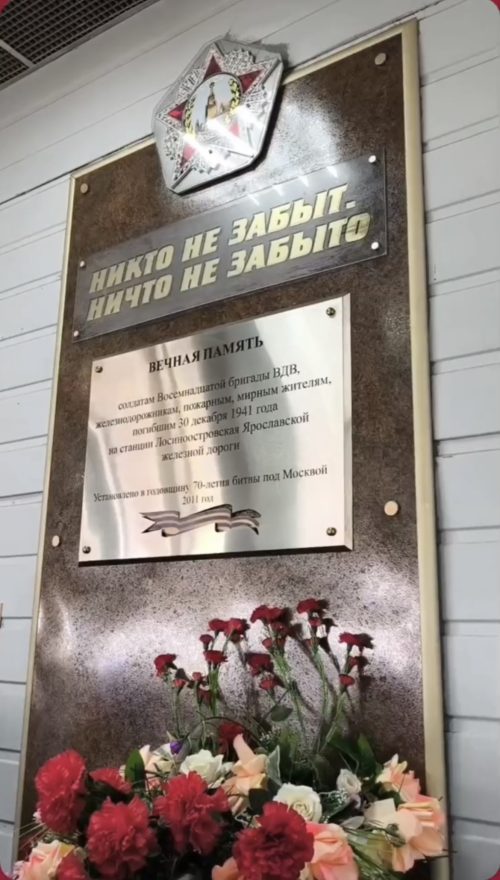 НИКТО НЕ ЗАБЫТ.
НИЧТО НЕ ЗАБЫТО
ВЕЧНАЯ ПАМЯТЬ
солдатам Восемнадцатой бригады ВДВ,
железнодорожникам, пожарным, мирным жителям,
погибшим 30 декабря 1941 года
на станции Лосиноостровская Ярославской
железной дороги
Установлено в годовщину 70-летия битвы под Москвой
2011 год